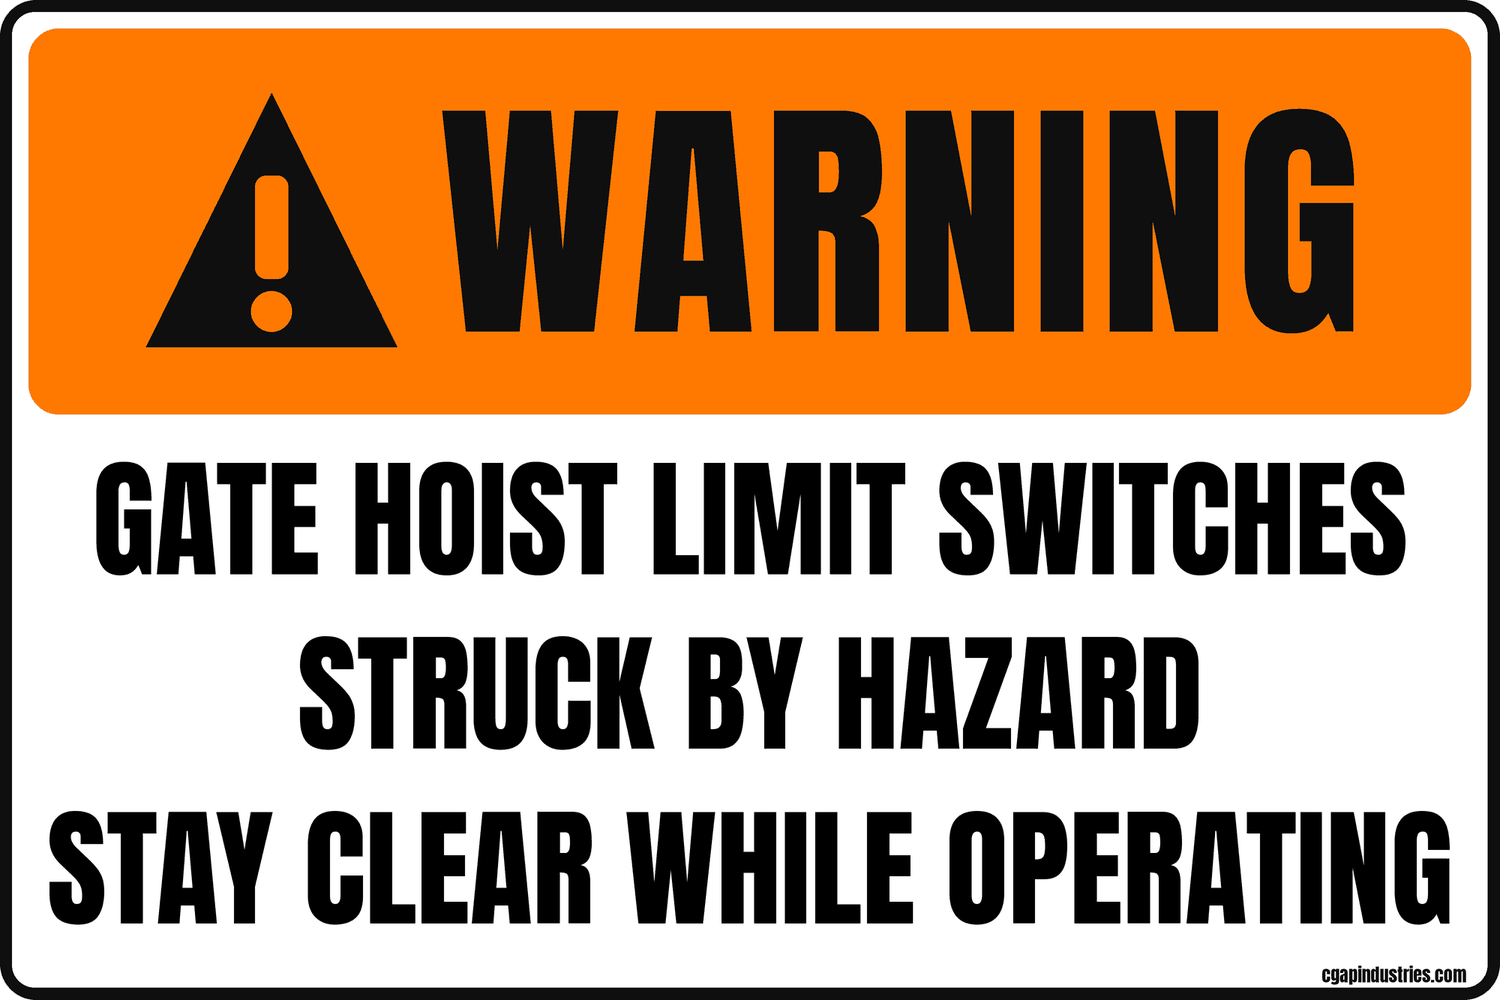 WARNING
GATE HOIST LIMIT SWITCHES
STRUCK BY HAZARD
STAY CLEAR WHILE OPERATING
cgapindustries.com